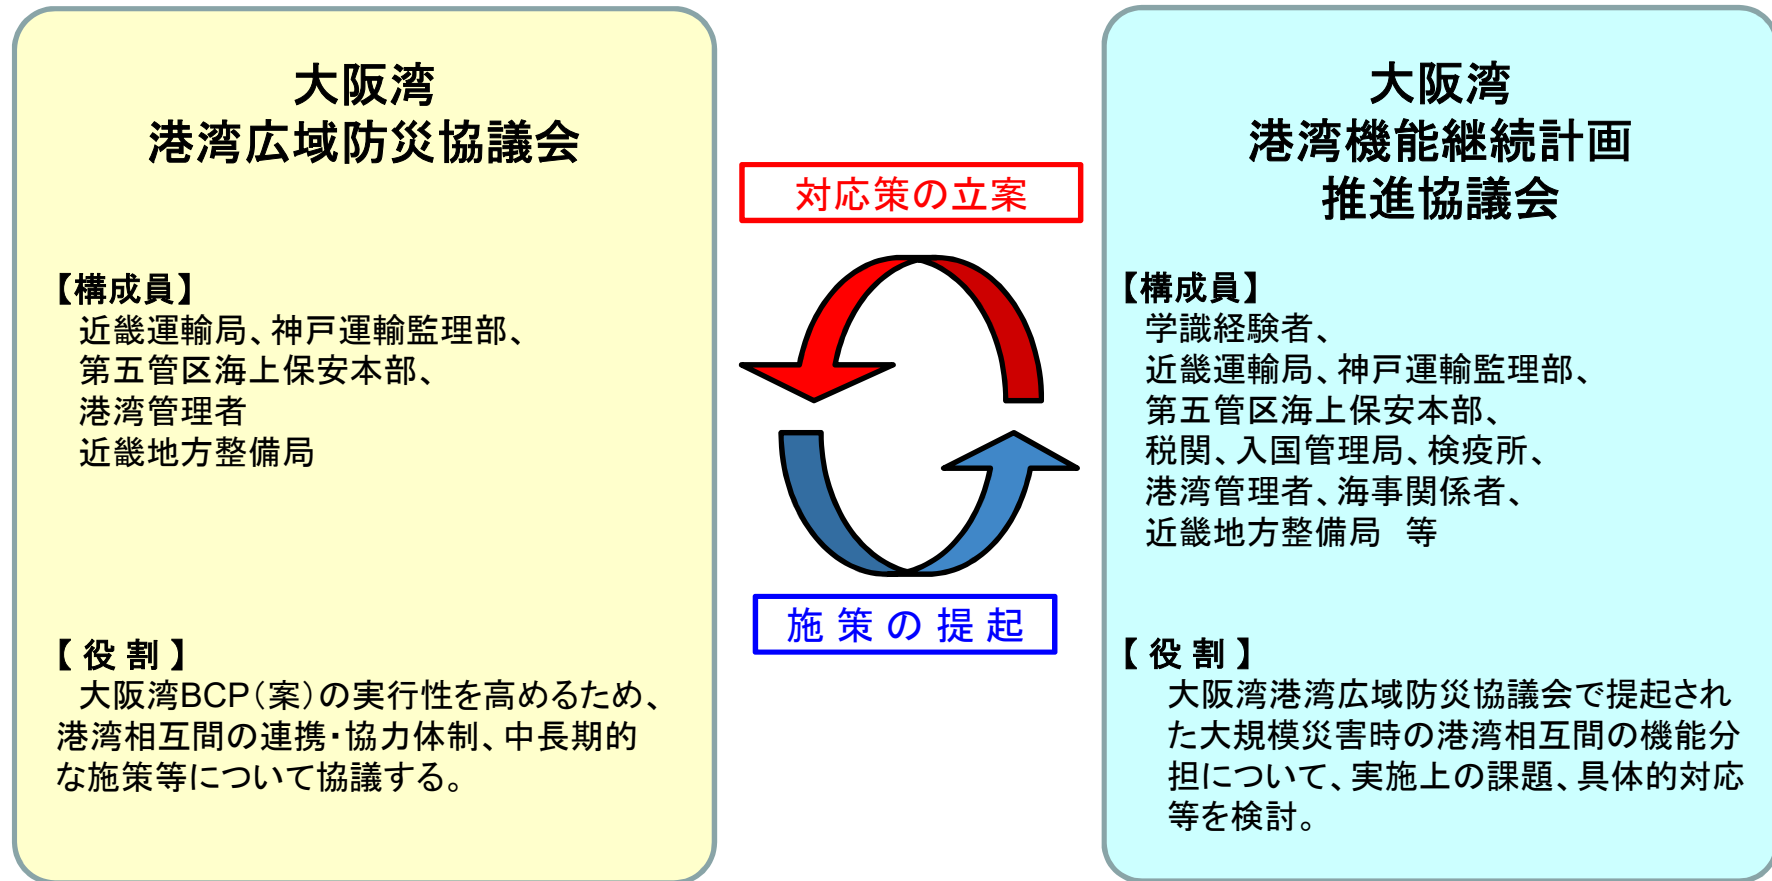 大阪湾
港湾広域防災協議会
【構成員】
近畿運輸局、神戸運輸監理部、
第五管区海上保安本部、
港湾管理者
近畿地方整備局
【 役 割 】
大阪湾BCP(案)の実行性を高めるため、
港湾相互間の連携・協力体制、中長期的
な施策等について協議する。
対応策の立案
施 策 の 提 起
大阪湾
港湾機能継続計画
推進協議会
【構成員】
学識経験者、
近畿運輸局、神戸運輸監理部、
第五管区海上保安本部、
税関、入国管理局、検疫所、
港湾管理者、海事関係者、
近畿地方整備局 等
【 役 割 】
大阪湾港湾広域防災協議会で提起され
た大規模災害時の港湾相互間の機能分
担について、実施上の課題、具体的対応
等を検討。